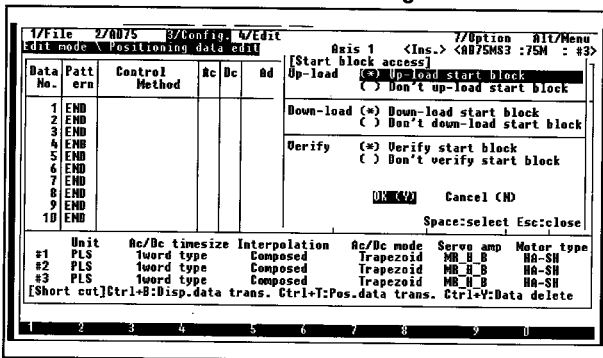 1/File 2/AD75 3/Config. 4/Edit 7/Option Alt/Menu
Edit mode \ Positioning data edit Axis 1 <Ins.> <AD75MS3 :75M : #3>
[Start block access]
Data No. Patt ern Control Method Ac Dc Ad
Up-load (*) Up-load start block
( ) Don't up-load start block
Down-load (*) Down-load start block
( ) Don't down-load start block
Verify (*) Verify start block
( ) Don't verify start block
OK (Y) Cancel (N)
Space:select Esc:close
1 END
2 END
3 END
4 END
5 END
6 END
7 END
8 END
9 END
10 END
Unit Ac/Dc timesize Interpolation Ac/Dc mode Servo amp Motor type
#1 PLS 1word type Composed Trapezoid MR_H_B HA-SH
#2 PLS 1word type Composed Trapezoid MR_H_B HA-SH
#3 PLS 1word type Composed Trapezoid MR_H_B HA-SH
[Short cut]Ctrl+B:Disp.data trans. Ctrl+T:Pos.data trans. Ctrl+Y:Data delete
1 2 3 4 5 6 7 8 9 0